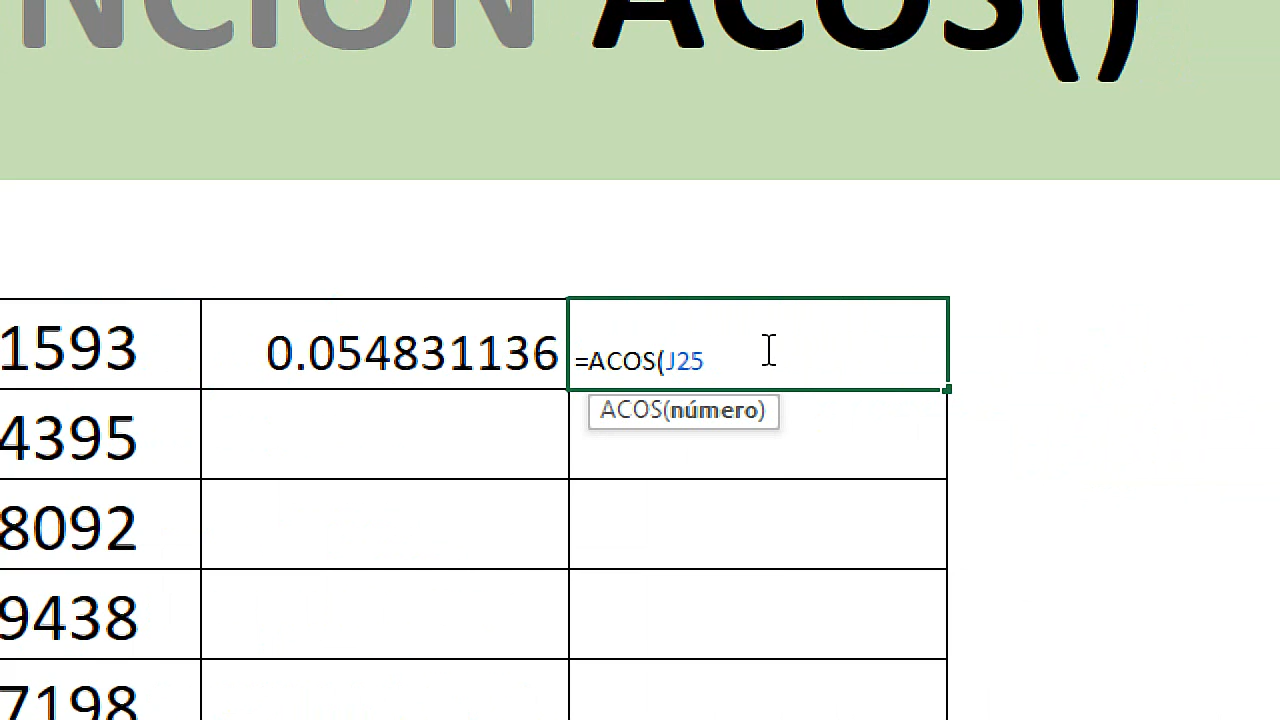 NCIÓN ACOS()
1593 0.054831136 =ACOS(J25
ACOS(número)
4395
8092
9438
7198